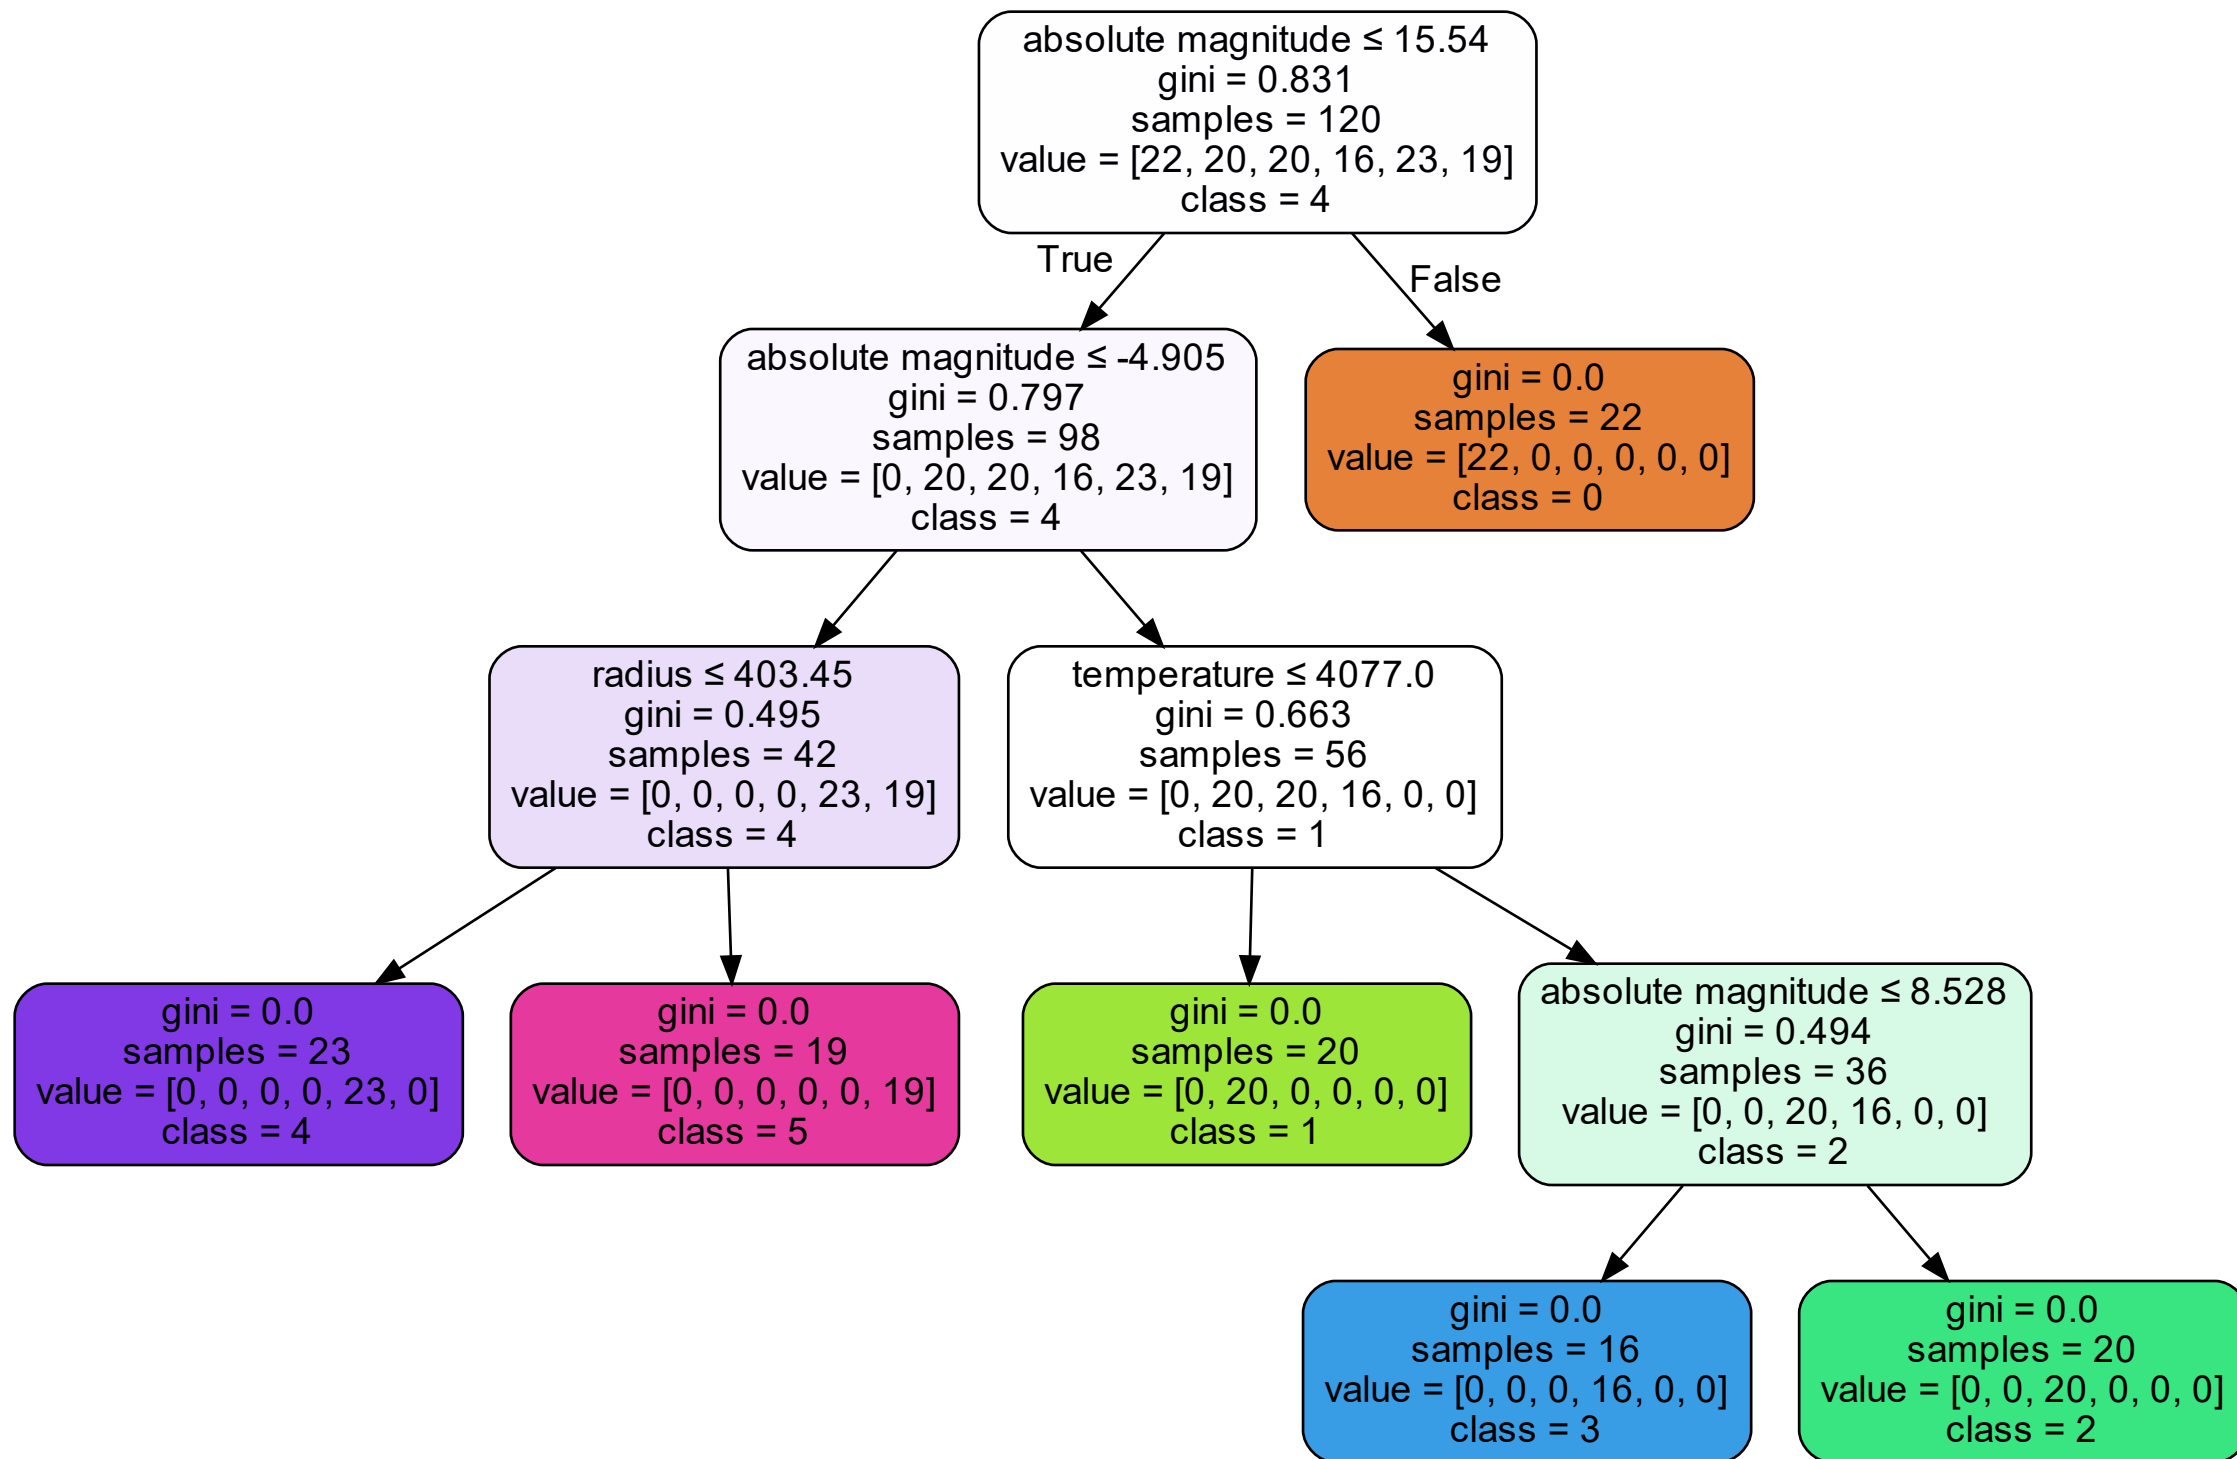 absolute magnitude ≤ 15.54
gini = 0.831
samples = 120
value = [22, 20, 20, 16, 23, 19]
class = 4
True
False
absolute magnitude ≤ -4.905
gini = 0.797
samples = 98
value = [0, 20, 20, 16, 23, 19]
class = 4
gini = 0.0
samples = 22
value = [22, 0, 0, 0, 0, 0]
class = 0
radius ≤ 403.45
gini = 0.495
samples = 42
value = [0, 0, 0, 0, 23, 19]
class = 4
temperature ≤ 4077.0
gini = 0.663
samples = 56
value = [0, 20, 20, 16, 0, 0]
class = 1
gini = 0.0
samples = 23
value = [0, 0, 0, 0, 23, 0]
class = 4
gini = 0.0
samples = 19
value = [0, 0, 0, 0, 0, 19]
class = 5
gini = 0.0
samples = 20
value = [0, 20, 0, 0, 0, 0]
class = 1
absolute magnitude ≤ 8.528
gini = 0.494
samples = 36
value = [0, 0, 20, 16, 0, 0]
class = 2
gini = 0.0
samples = 16
value = [0, 0, 0, 16, 0, 0]
class = 3
gini = 0.0
samples = 20
value = [0, 0, 20, 0, 0, 0]
class = 2